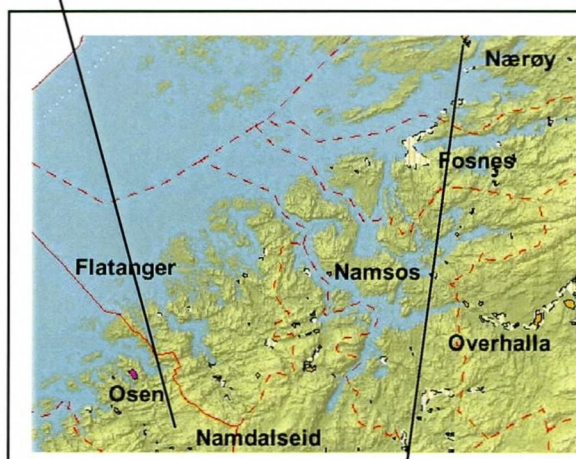 Nærøy
Fosnes
Flatanger
Namsos
Overhalla
Osen
Namdalseid